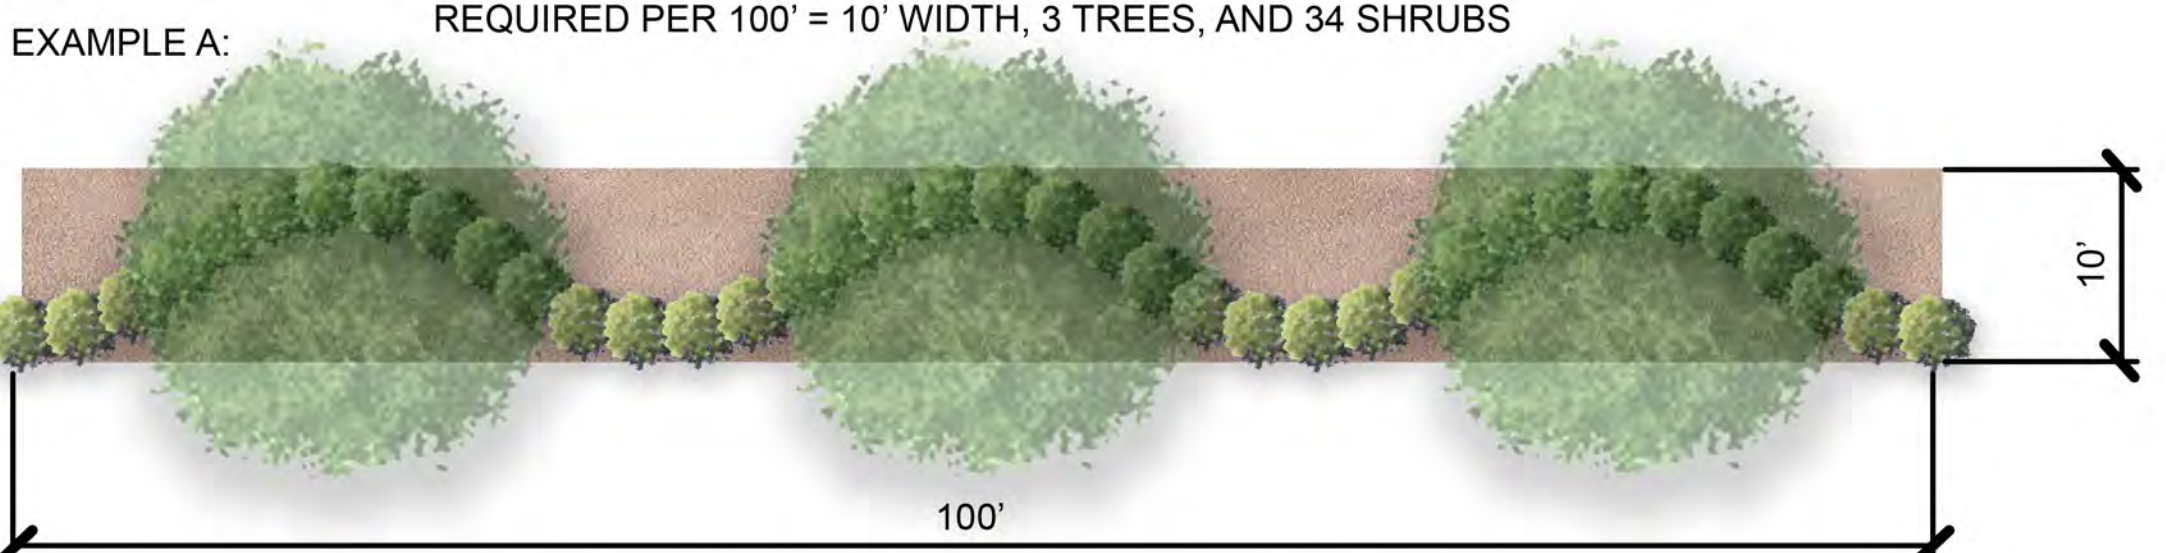 REQUIRED PER 100’ = 10’ WIDTH, 3 TREES, AND 34 SHRUBS
EXAMPLE A:
10’
100’